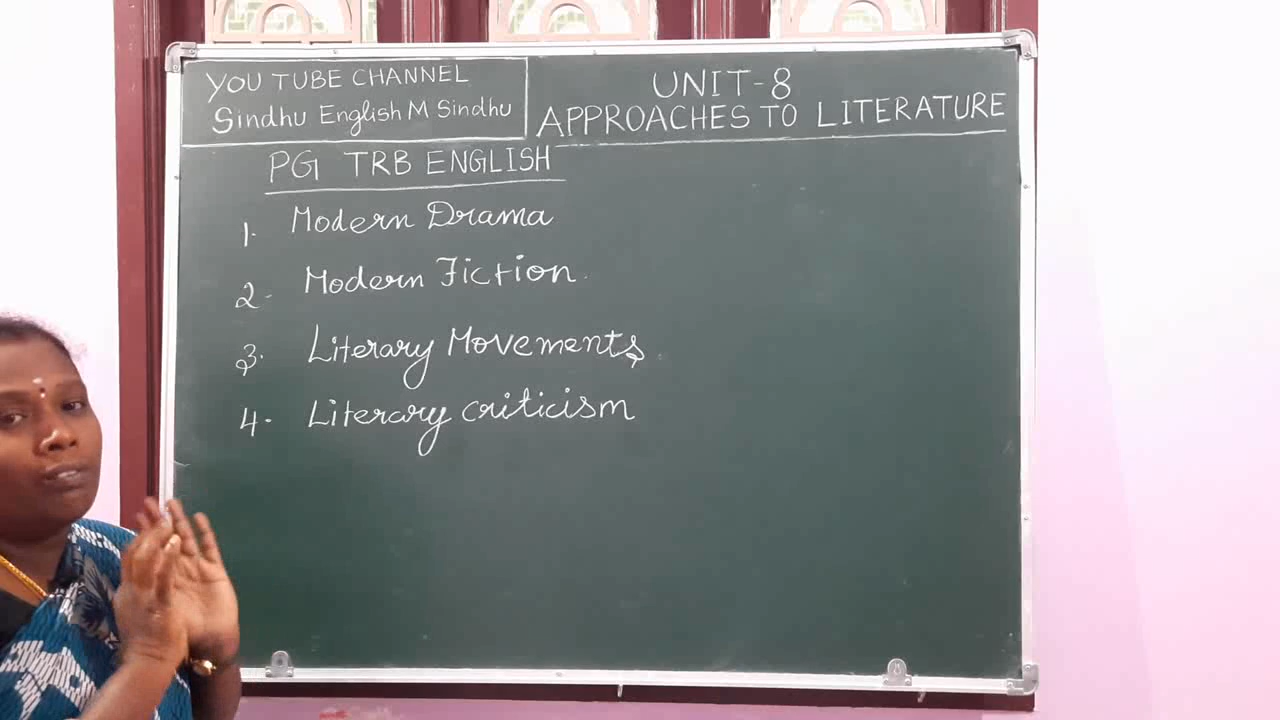 YOU TUBE CHANNEL
Sindhu English M Sindhu
UNIT-8
APPROACHES TO LITERATURE
PG TRB ENGLISH
1. Modern Drama
2. Modern Fiction.
3. Literary Movements.
4. Literary criticism